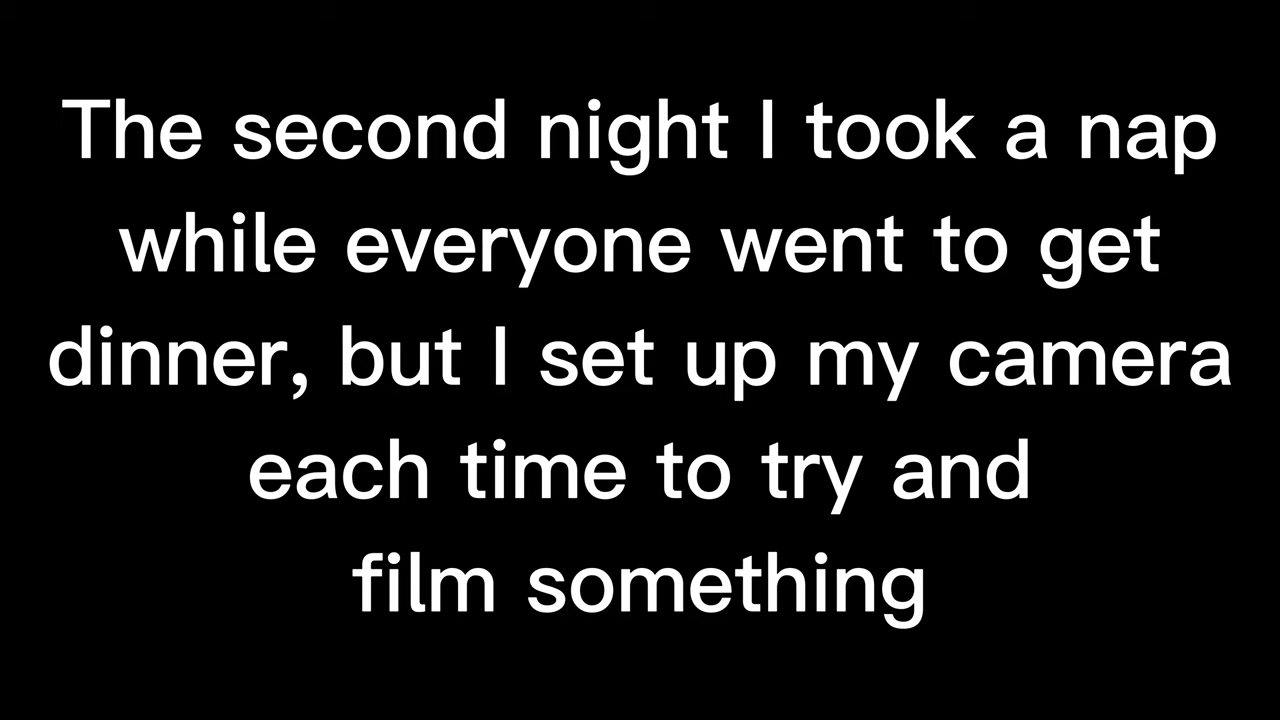 The second night I took a nap
while everyone went to get
dinner, but I set up my camera
each time to try and
film something